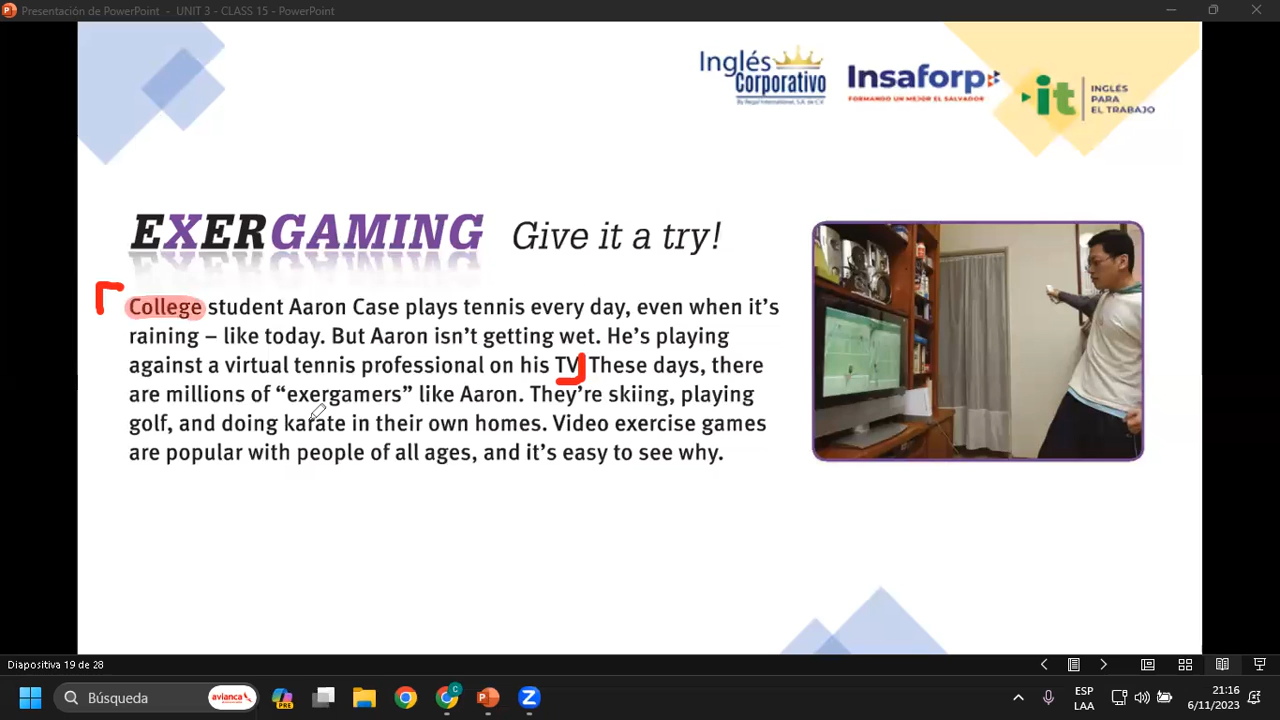 Presentación de PowerPoint - UNIT 3 - CLASS 15 - PowerPoint
Inglés
Corporativo
By Regal International, S.A. de C.V.
Insaforp
FORMANDO UN MEJOR EL SALVADOR
it
INGLÉS
PARA
EL TRABAJO
EXERGAMING Give it a try!
College student Aaron Case plays tennis every day, even when it’s
raining – like today. But Aaron isn’t getting wet. He’s playing
against a virtual tennis professional on his TV These days, there
are millions of “exergamers” like Aaron. They’re skiing, playing
golf, and doing karate in their own homes. Video exercise games
are popular with people of all ages, and it’s easy to see why.
Diapositiva 19 de 28
Búsqueda
avianca
PRE
C
ESP
LAA
21:16
6/11/2023